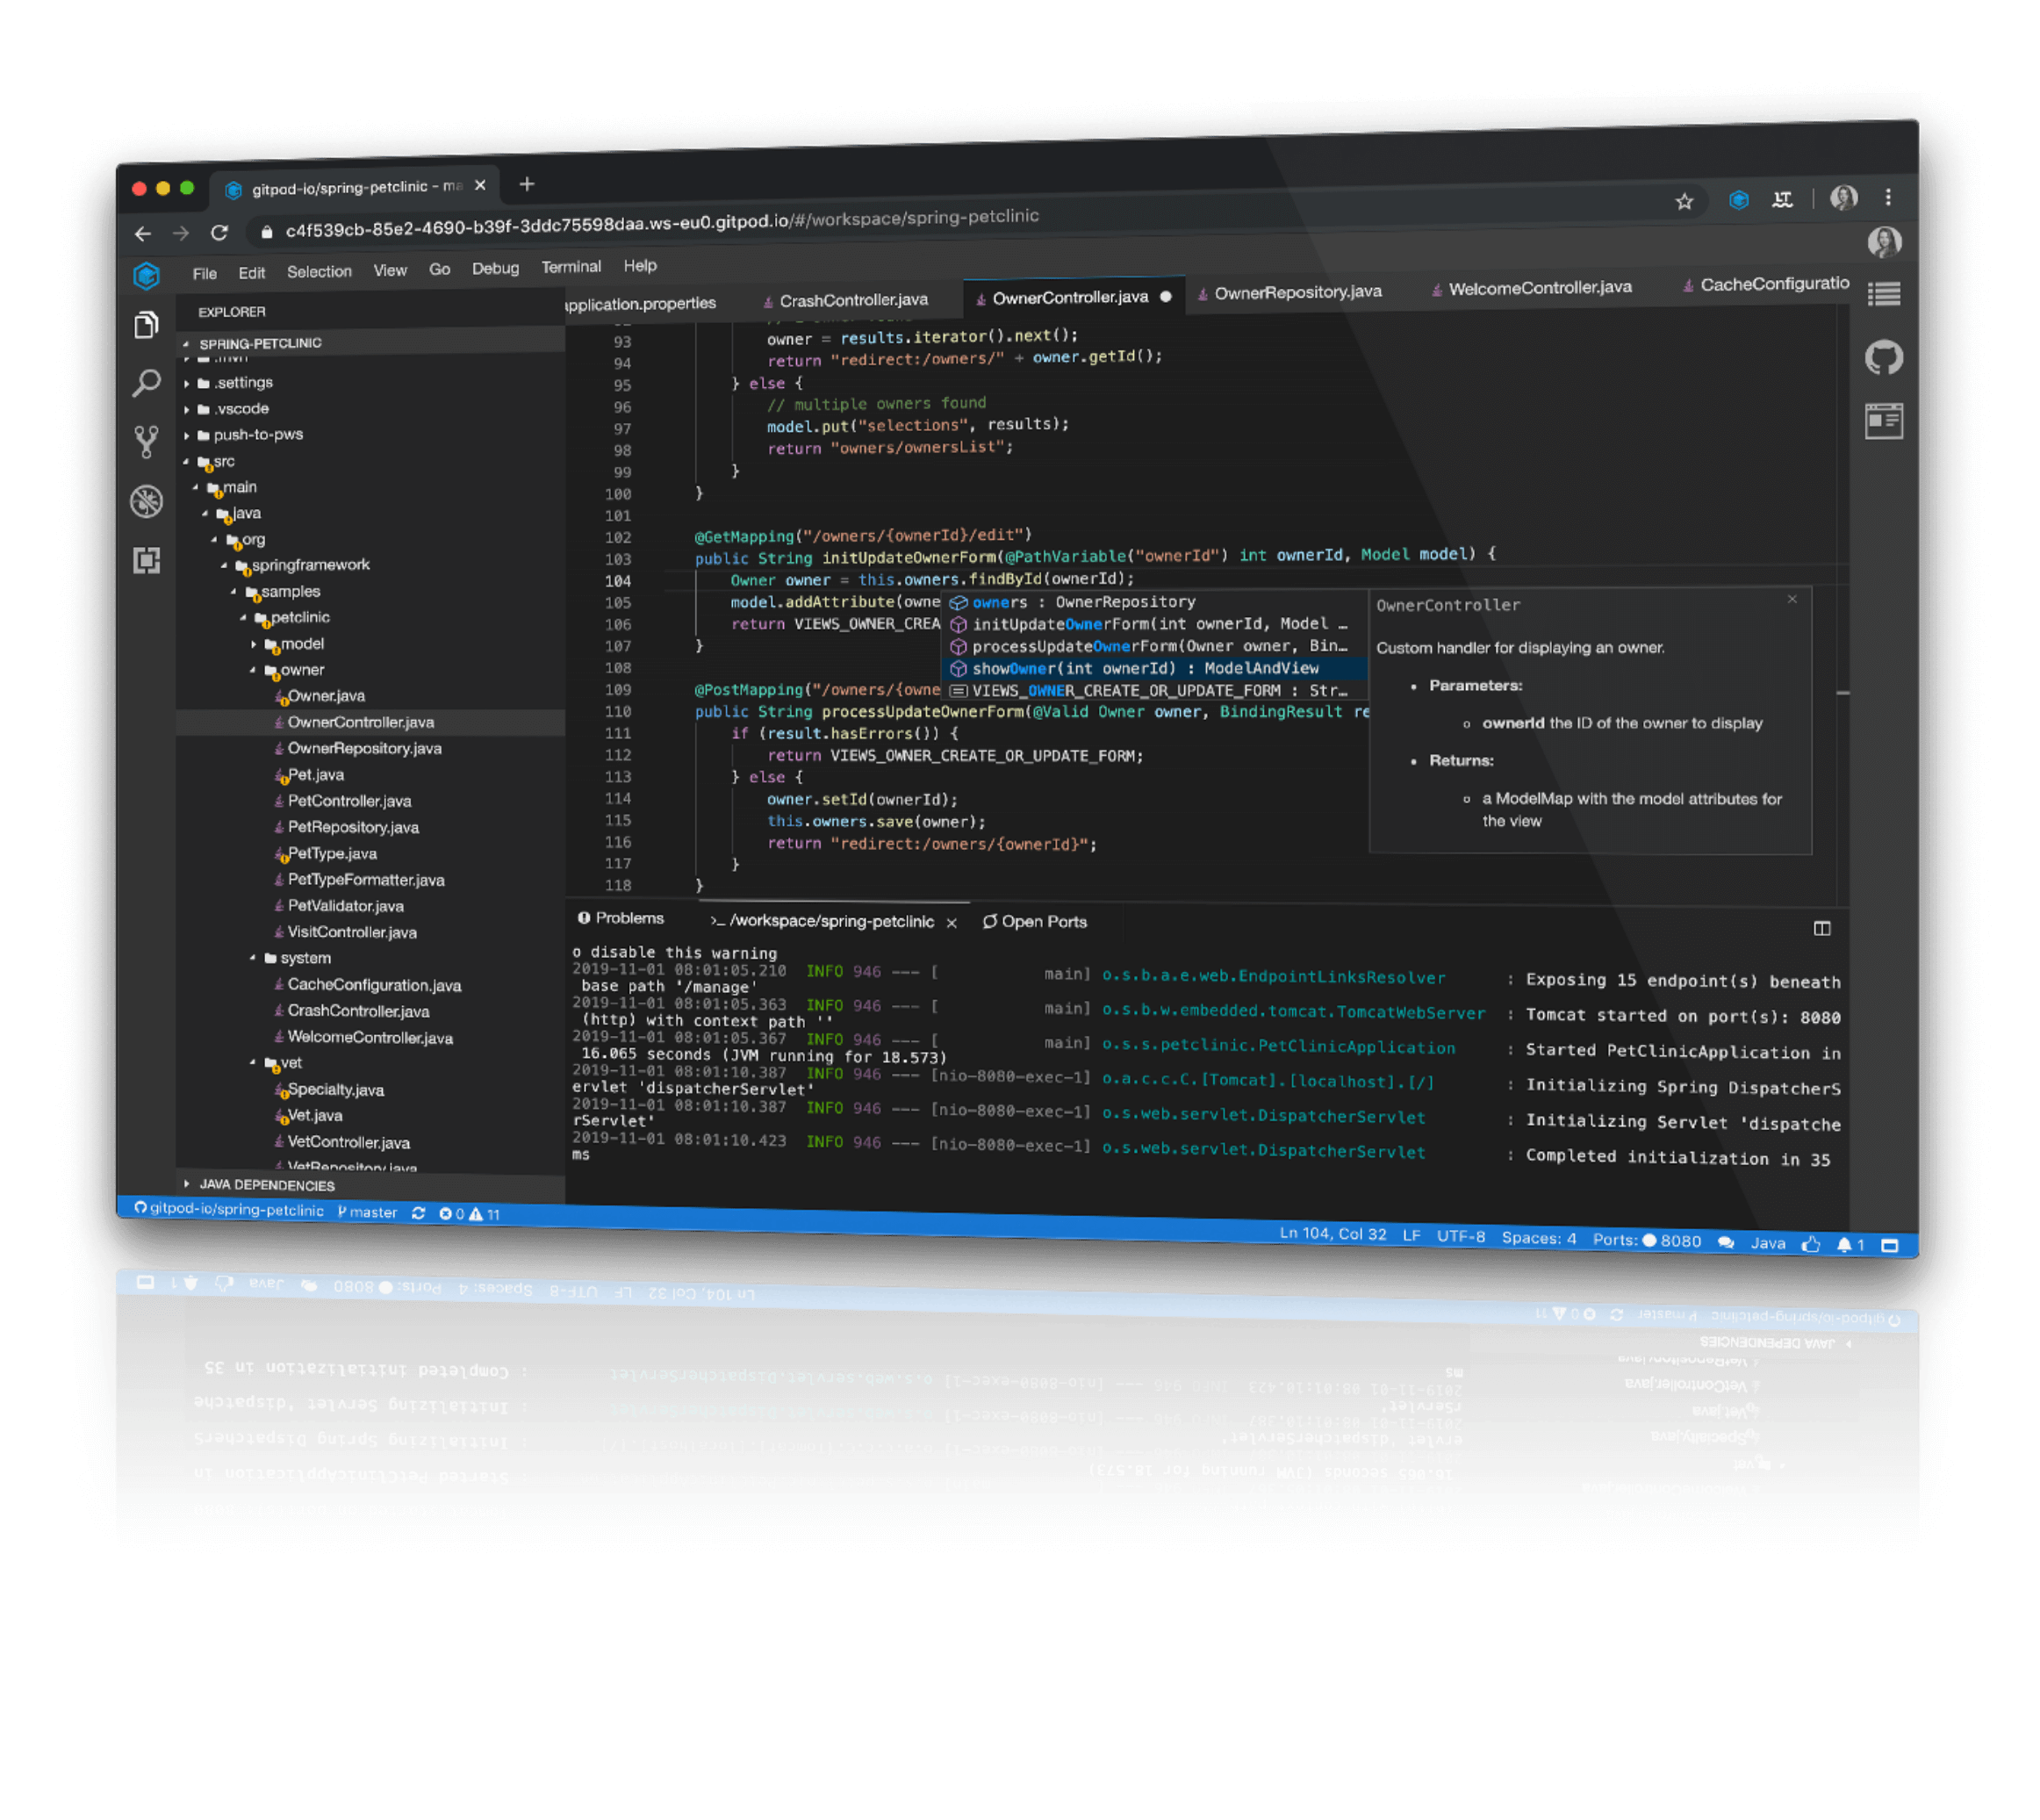 gitpod-io/spring-petclinic - ma
c4f539cb-85e2-4690-b39f-3ddc75598daa.ws-eu0.gitpod.io/#/workspace/spring-petclinic
File Edit Selection View Go Debug Terminal Help
EXPLORER
SPRING-PETCLINIC
.mvn
.settings
.vscode
push-to-pws
src
main
java
org
springframework
samples
petclinic
model
owner
Owner.java
OwnerController.java
OwnerRepository.java
Pet.java
PetController.java
PetRepository.java
PetType.java
PetTypeFormatter.java
PetValidator.java
VisitController.java
system
CacheConfiguration.java
CrashController.java
WelcomeController.java
vet
Specialty.java
Vet.java
VetController.java
VetRepository.java
JAVA DEPENDENCIES
application.properties CrashController.java OwnerController.java OwnerRepository.java WelcomeController.java CacheConfiguratio
93 owner = results.iterator().next();
94 return "redirect:/owners/" + owner.getId();
95 } else {
96 // multiple owners found
97 model.put("selections", results);
98 return "owners/ownersList";
99 }
100 }
101
102 @GetMapping("/owners/{ownerId}/edit")
103 public String initUpdateOwnerForm(@PathVariable("ownerId") int ownerId, Model model) {
104 Owner owner = this.owners.findById(ownerId);
105 model.addAttribute(owne
106 return VIEWS_OWNER_CREA
107 }
108
109 @PostMapping("/owners/{owne
110 public String processUpdateOwnerForm(@Valid Owner owner, BindingResult re
111 if (result.hasErrors()) {
112 return VIEWS_OWNER_CREATE_OR_UPDATE_FORM;
113 } else {
114 owner.setId(ownerId);
115 this.owners.save(owner);
116 return "redirect:/owners/{ownerId}";
117 }
118 }
owners : OwnerRepository
initUpdateOwnerForm(int ownerId, Model …
processUpdateOwnerForm(Owner owner, Bin…
showOwner(int ownerId) : ModelAndView
VIEWS_OWNER_CREATE_OR_UPDATE_FORM : Str…
OwnerController
Custom handler for displaying an owner.
• Parameters:
ownerId the ID of the owner to display
• Returns:
a ModelMap with the model attributes for
the view
Problems >_ /workspace/spring-petclinic Open Ports
o disable this warning
2019-11-01 08:01:05.210 INFO 946 --- [ main] o.s.b.a.e.web.EndpointLinksResolver : Exposing 15 endpoint(s) beneath
base path '/manage'
2019-11-01 08:01:05.363 INFO 946 --- [ main] o.s.b.w.embedded.tomcat.TomcatWebServer : Tomcat started on port(s): 8080
(http) with context path ''
2019-11-01 08:01:05.367 INFO 946 --- [ main] o.s.s.petclinic.PetClinicApplication : Started PetClinicApplication in
16.065 seconds (JVM running for 18.573)
2019-11-01 08:01:10.387 INFO 946 --- [nio-8080-exec-1] o.a.c.c.C.[Tomcat].[localhost].[/] : Initializing Spring DispatcherS
ervlet 'dispatcherServlet'
2019-11-01 08:01:10.387 INFO 946 --- [nio-8080-exec-1] o.s.web.servlet.DispatcherServlet : Initializing Servlet 'dispatche
rServlet'
2019-11-01 08:01:10.423 INFO 946 --- [nio-8080-exec-1] o.s.web.servlet.DispatcherServlet : Completed initialization in 35
ms
gitpod-io/spring-petclinic master 0 11 Ln 104, Col 32 LF UTF-8 Spaces: 4 Ports: 8080 Java 1